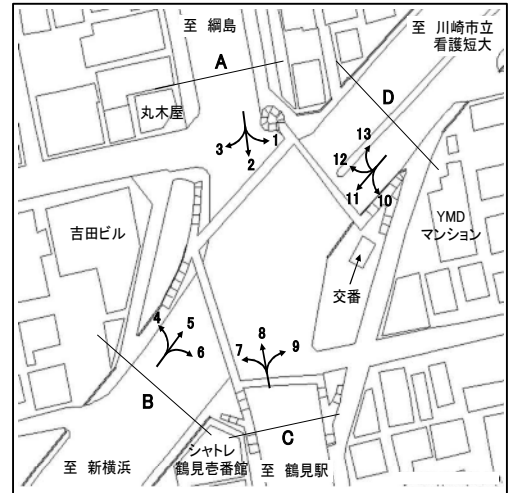 至 綱島
至 川崎市立
看護短大
A
D
丸木屋
13
3
1
2
12
11
10
YMD
マンション
吉田ビル
交番
4
5
6
7
8
9
B
C
シャトレ
鶴見壱番館
至 新横浜
至 鶴見駅